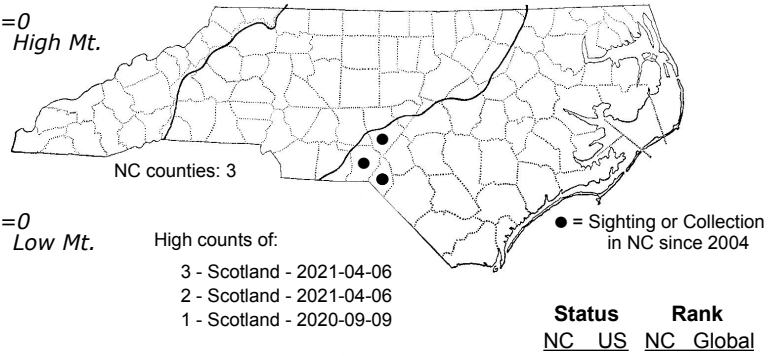 =0
High Mt.
NC counties: 3
=0
Low Mt.
High counts of:
3 - Scotland - 2021-04-06
2 - Scotland - 2021-04-06
1 - Scotland - 2020-09-09
● = Sighting or Collection
in NC since 2004
Status Rank
NC US NC Global